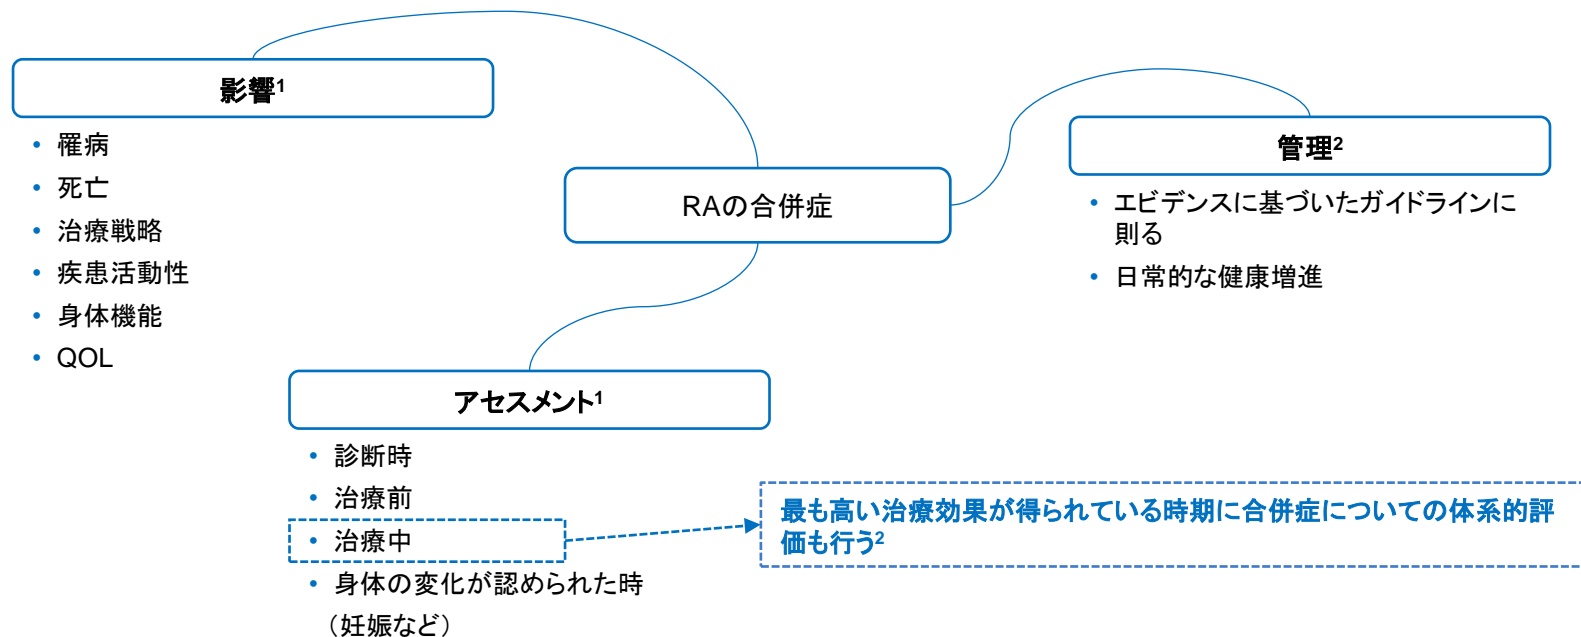 影響1
• 罹病
• 死亡
• 治療戦略
• 疾患活動性
• 身体機能
• QOL
RAの合併症
管理2
• エビデンスに基づいたガイドラインに
則る
• 日常的な健康増進
アセスメント1
• 診断時
• 治療前
• 治療中
• 身体の変化が認められた時
（妊娠など）
最も高い治療効果が得られている時期に合併症についての体系的評
価も行う2